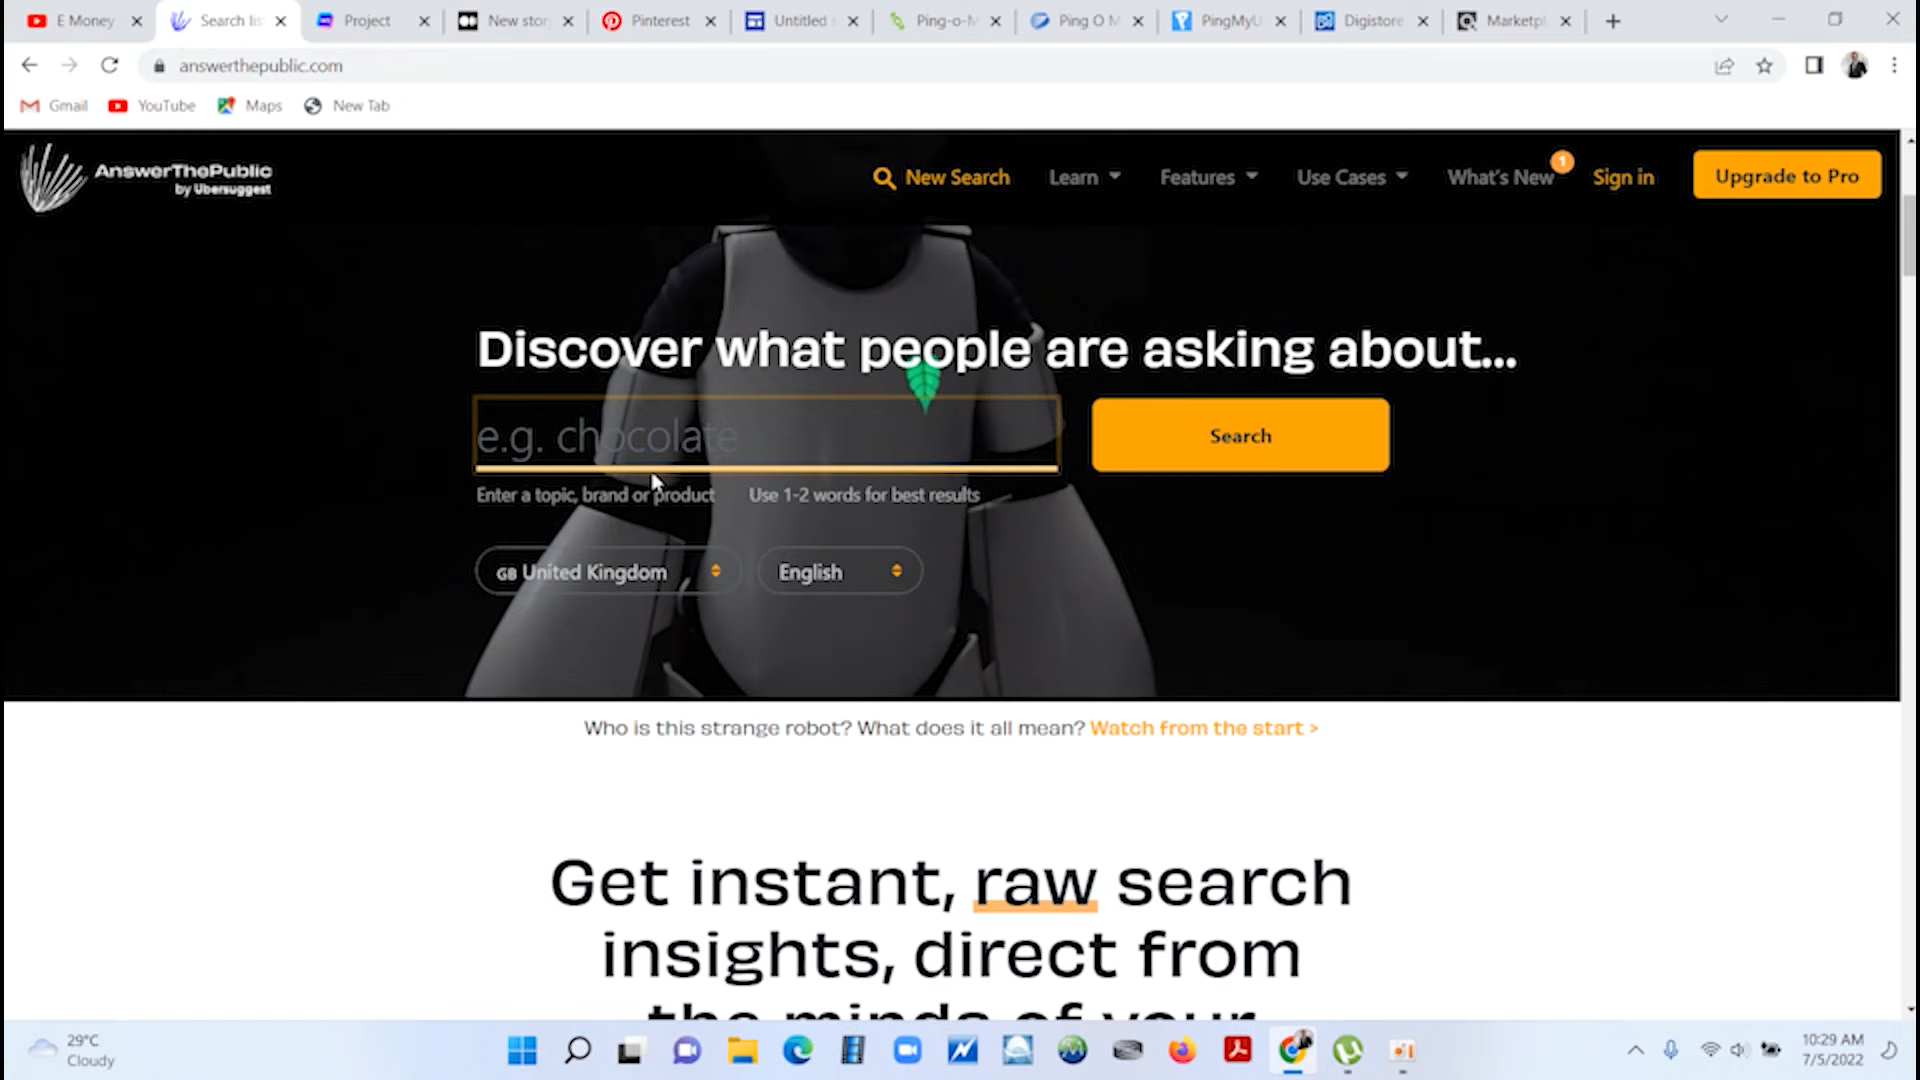 E Money
Search lis
Project
New stor
Pinterest
Untitled
Ping-o-M
Ping O M
PingMyU
Digistore
Marketpl
answerthepublic.com
Gmail
YouTube
Maps
New Tab
AnswerThePublic
by Ubersuggest
New Search
Learn
Features
Use Cases
What's New
1
Sign in
Upgrade to Pro
Discover what people are asking about...
e.g. chocolate
Search
Enter a topic, brand or product
Use 1-2 words for best results
GB United Kingdom
English
Who is this strange robot? What does it all mean? Watch from the start >
Get instant, raw search
insights, direct from
the minds of your
29°C
Cloudy
10:29 AM
7/5/2022